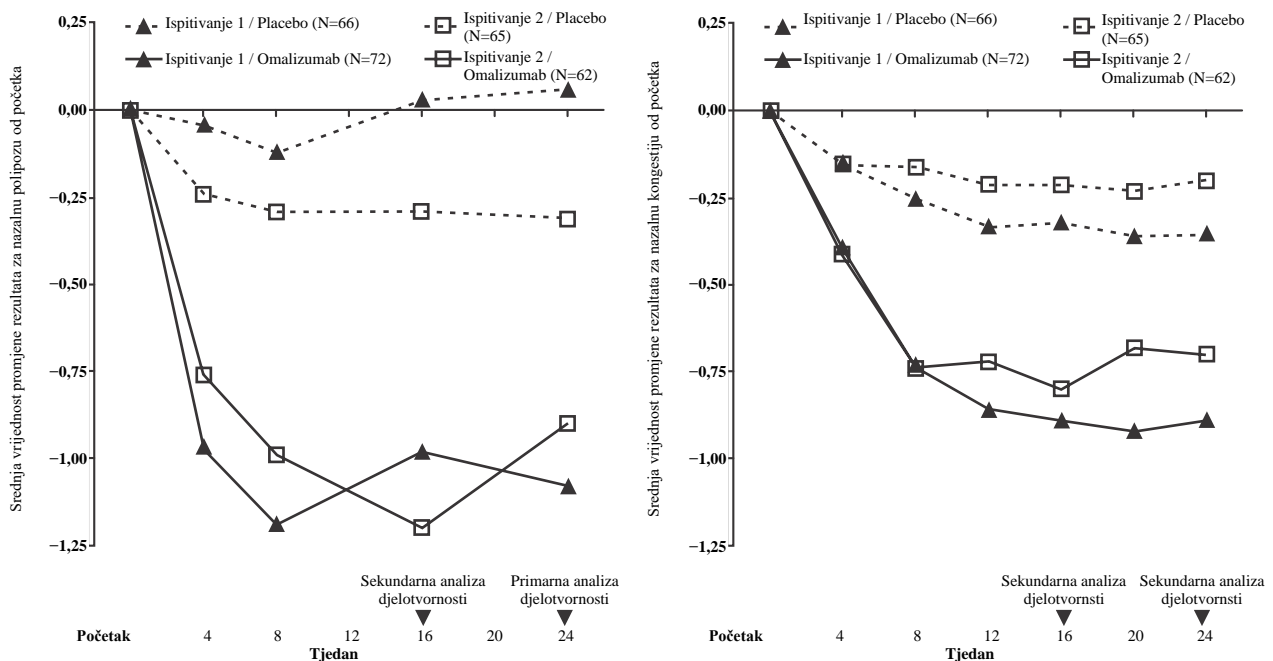 Srednja vrijednost promjene rezultata za nazalnu polipozu od početka
0,25
0,00
−0,25
−0,50
−0,75
−1,00
−1,25
Ispitivanje 1 / Placebo (N=66)
Ispitivanje 1 / Omalizumab (N=72)
Ispitivanje 2 / Placebo
(N=65)
Ispitivanje 2 /
Omalizumab (N=62)
Sekundarna analiza
djelotvornosti
Primarna analiza
djelotvornosti
Početak 4 8 12 16 20 24
Tjedan
Srednja vrijednost promjene rezultata za nazalnu kongestiju od početka
0,25
0,00
−0,25
−0,50
−0,75
−1,00
−1,25
Ispitivanje 1 / Placebo (N=66)
Ispitivanje 1 / Omalizumab (N=72)
Ispitivanje 2 / Placebo
(N=65)
Ispitivanje 2 /
Omalizumab (N=62)
Sekundarna analiza
djelotvornsti
Sekundarna analiza
djelotvornosti
Početak 4 8 12 16 20 24
Tjedan